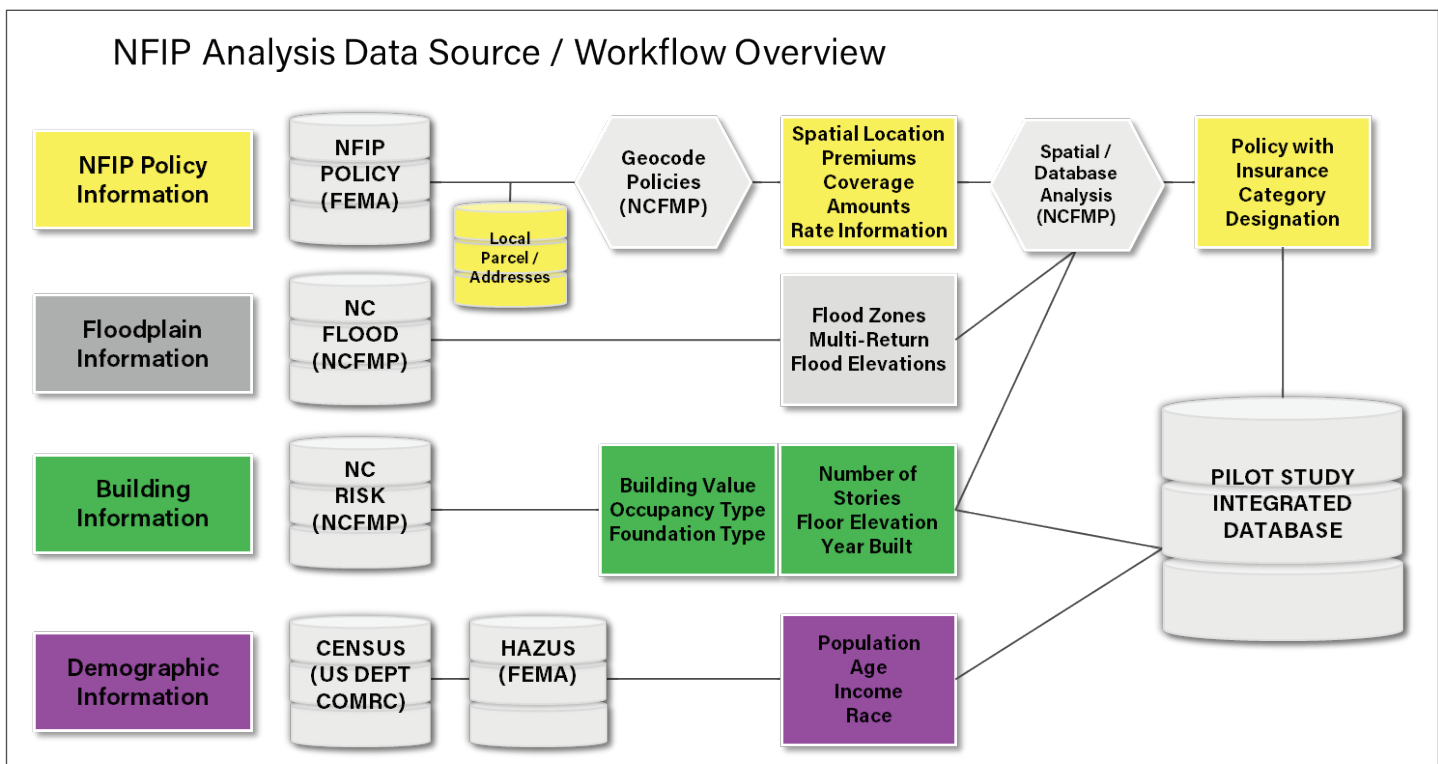 NFIP Analysis Data Source / Workflow Overview
NFIP Policy
Information
NFIP
POLICY
(FEMA)
Local
Parcel /
Addresses
Geocode
Policies
(NCFMP)
Spatial Location
Premiums
Coverage
Amounts
Rate Information
Spatial /
Database
Analysis
(NCFMP)
Policy with
Insurance
Category
Designation
Floodplain
Information
NC
FLOOD
(NCFMP)
Flood Zones
Multi-Return
Flood Elevations
Building
Information
NC
RISK
(NCFMP)
Building Value
Occupancy Type
Foundation Type
Number of
Stories
Floor Elevation
Year Built
PILOT STUDY
INTEGRATED
DATABASE
Demographic
Information
CENSUS
(US DEPT
COMRC)
HAZUS
(FEMA)
Population
Age
Income
Race